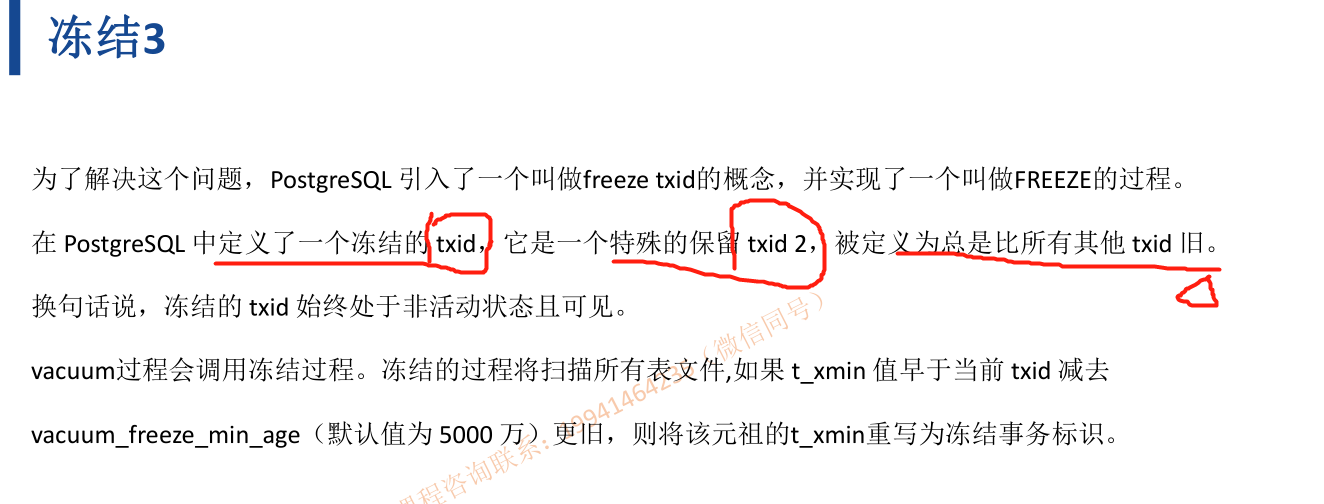 冻结3
为了解决这个问题，PostgreSQL 引入了一个叫做freeze txid的概念，并实现了一个叫做FREEZE的过程。
在 PostgreSQL 中定义了一个冻结的 txid，它是一个特殊的保留 txid 2，被定义为总是比所有其他 txid 旧。
换句话说，冻结的 txid 始终处于非活动状态且可见。
vacuum过程会调用冻结过程。冻结的过程将扫描所有表文件,如果 t_xmin 值早于当前 txid 减去
vacuum_freeze_min_age（默认值为 5000 万）更旧，则将该元祖的t_xmin重写为冻结事务标识。
课程咨询联系：（微信同号）